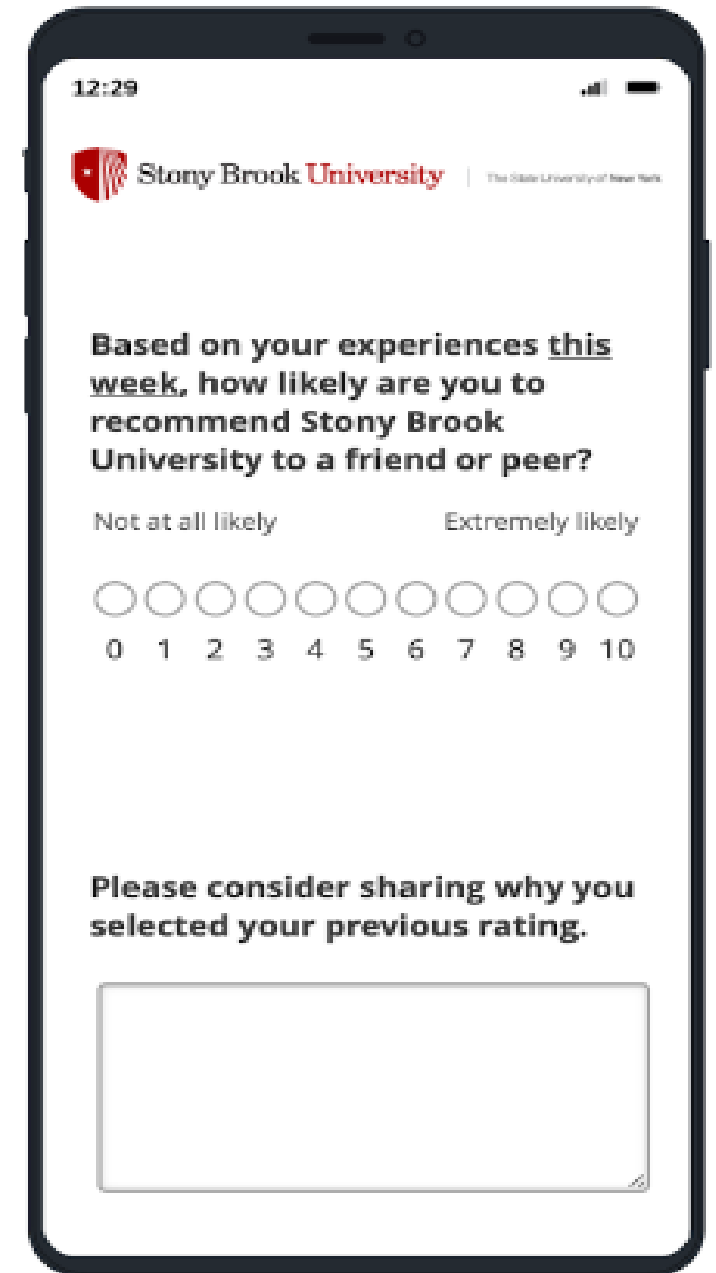 12:29
Stony Brook University | The State University of New York
Based on your experiences this
week, how likely are you to
recommend Stony Brook
University to a friend or peer?
Not at all likely Extremely likely
0 1 2 3 4 5 6 7 8 9 10
Please consider sharing why you
selected your previous rating.